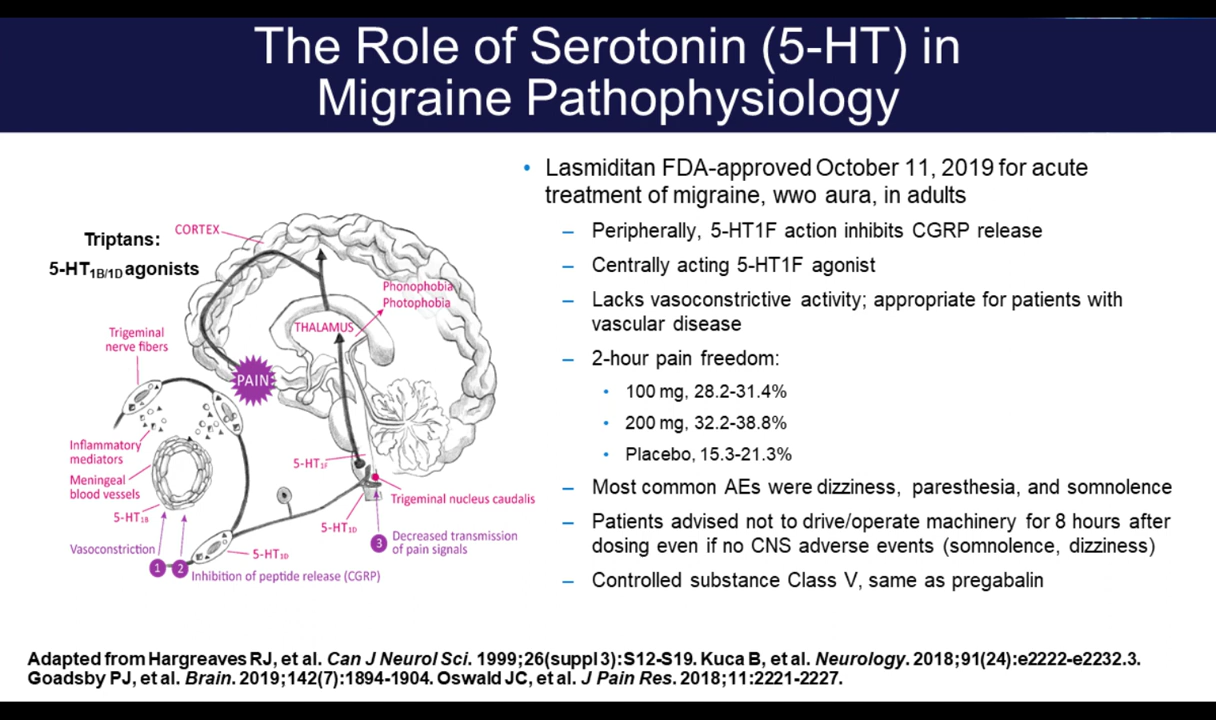 The Role of Serotonin (5-HT) in
Migraine Pathophysiology
Triptans:
5-HT1B/1D agonists
CORTEX
Phonophobia
Photophobia
THALAMUS
Trigeminal
nerve fibers
PAIN
Inflammatory
mediators
Meningeal
blood vessels
5-HT1B
5-HT1F
Trigeminal nucleus caudalis
5-HT1D
Vasoconstriction
5-HT1D
3 Decreased transmission
of pain signals
1 2 Inhibition of peptide release (CGRP)
• Lasmiditan FDA-approved October 11, 2019 for acute
treatment of migraine, wwo aura, in adults
– Peripherally, 5-HT1F action inhibits CGRP release
– Centrally acting 5-HT1F agonist
– Lacks vasoconstrictive activity; appropriate for patients with
vascular disease
– 2-hour pain freedom:
• 100 mg, 28.2-31.4%
• 200 mg, 32.2-38.8%
• Placebo, 15.3-21.3%
– Most common AEs were dizziness, paresthesia, and somnolence
– Patients advised not to drive/operate machinery for 8 hours after
dosing even if no CNS adverse events (somnolence, dizziness)
– Controlled substance Class V, same as pregabalin
Adapted from Hargreaves RJ, et al. Can J Neurol Sci. 1999;26(suppl 3):S12-S19. Kuca B, et al. Neurology. 2018;91(24):e2222-e2232.3.
Goadsby PJ, et al. Brain. 2019;142(7):1894-1904. Oswald JC, et al. J Pain Res. 2018;11:2221-2227.